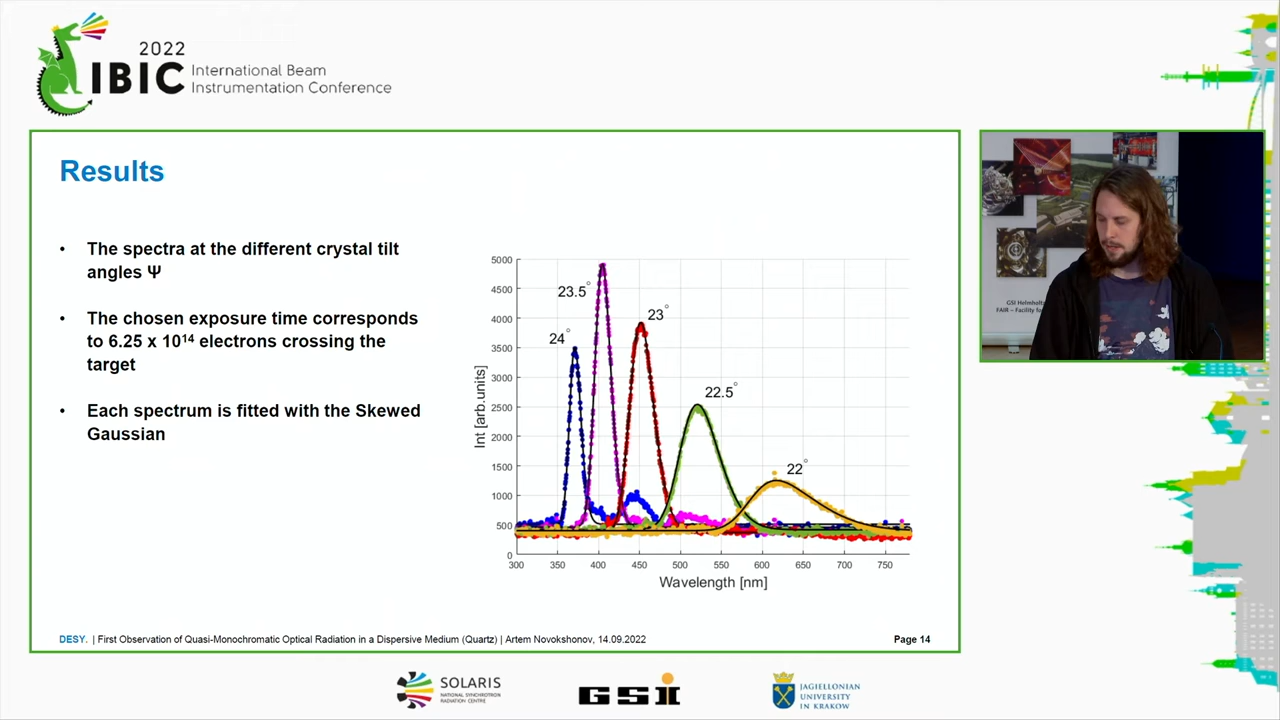 2022
IBIC
International Beam
Instrumentation Conference
Results
• The spectra at the different crystal tilt
angles Ψ
• The chosen exposure time corresponds
to 6.25 x 10¹⁴ electrons crossing the
target
• Each spectrum is fitted with the Skewed
Gaussian
Int [arb.units]
5000
4500
4000
3500
3000
2500
2000
1500
1000
500
0
24°
23.5°
23°
22.5°
22°
300 350 400 450 500 550 600 650 700 750
Wavelength [nm]
DESY. | First Observation of Quasi-Monochromatic Optical Radiation in a Dispersive Medium (Quartz) | Artem Novokshonov, 14.09.2022
Page 14
GSI Helmholt
FAIR – Facility fo
SOLARIS
NATIONAL SYNCHROTRON
RADIATION CENTRE
GSI
JAGIELLONIAN
UNIVERSITY
IN KRAKOW